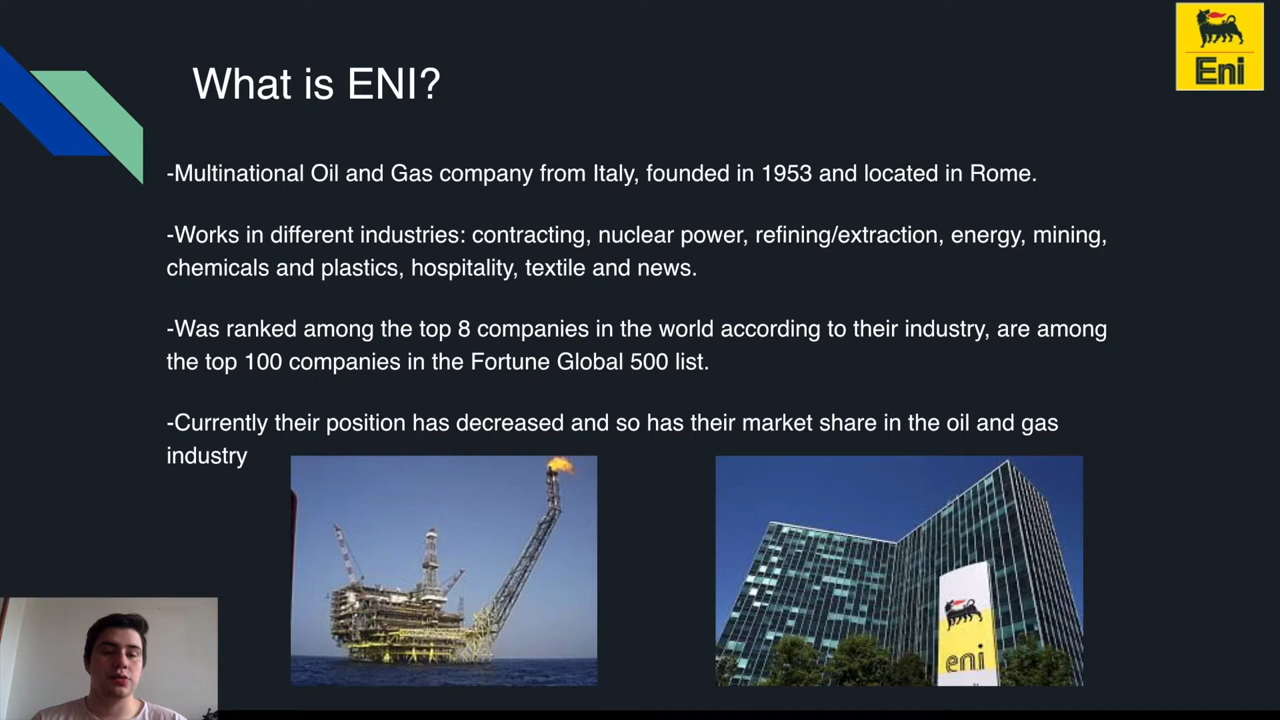 Eni
What is ENI?
-Multinational Oil and Gas company from Italy, founded in 1953 and located in Rome.
-Works in different industries: contracting, nuclear power, refining/extraction, energy, mining,
chemicals and plastics, hospitality, textile and news.
-Was ranked among the top 8 companies in the world according to their industry, are among
the top 100 companies in the Fortune Global 500 list.
-Currently their position has decreased and so has their market share in the oil and gas
industry
eni